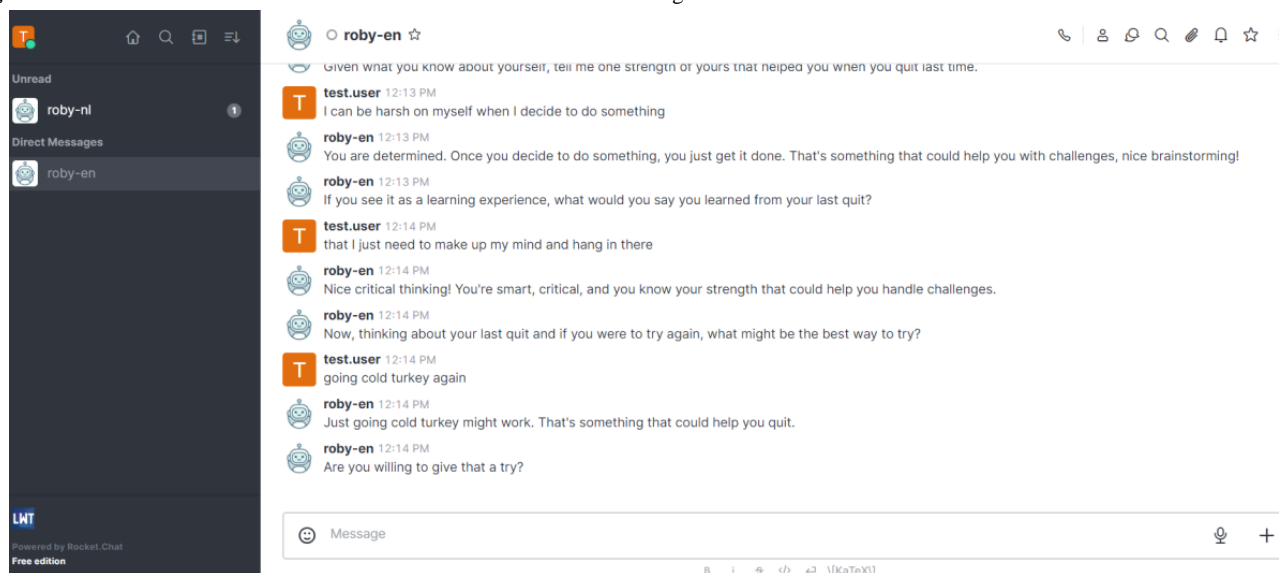 T
roby-en
Unread
roby-nl
1
Direct Messages
roby-en
LWT
Powered by Rocket.Chat
Free edition
Given what you know about yourself, tell me one strength of yours that helped you when you quit last time.
T
test.user 12:13 PM
I can be harsh on myself when I decide to do something
roby-en 12:13 PM
You are determined. Once you decide to do something, you just get it done. That's something that could help you with challenges, nice brainstorming!
roby-en 12:13 PM
If you see it as a learning experience, what would you say you learned from your last quit?
T
test.user 12:14 PM
that I just need to make up my mind and hang in there
roby-en 12:14 PM
Nice critical thinking! You're smart, critical, and you know your strength that could help you handle challenges.
roby-en 12:14 PM
Now, thinking about your last quit and if you were to try again, what might be the best way to try?
T
test.user 12:14 PM
going cold turkey again
roby-en 12:14 PM
Just going cold turkey might work. That's something that could help you quit.
roby-en 12:14 PM
Are you willing to give that a try?
Message
B i S </> \[KaTeX\]